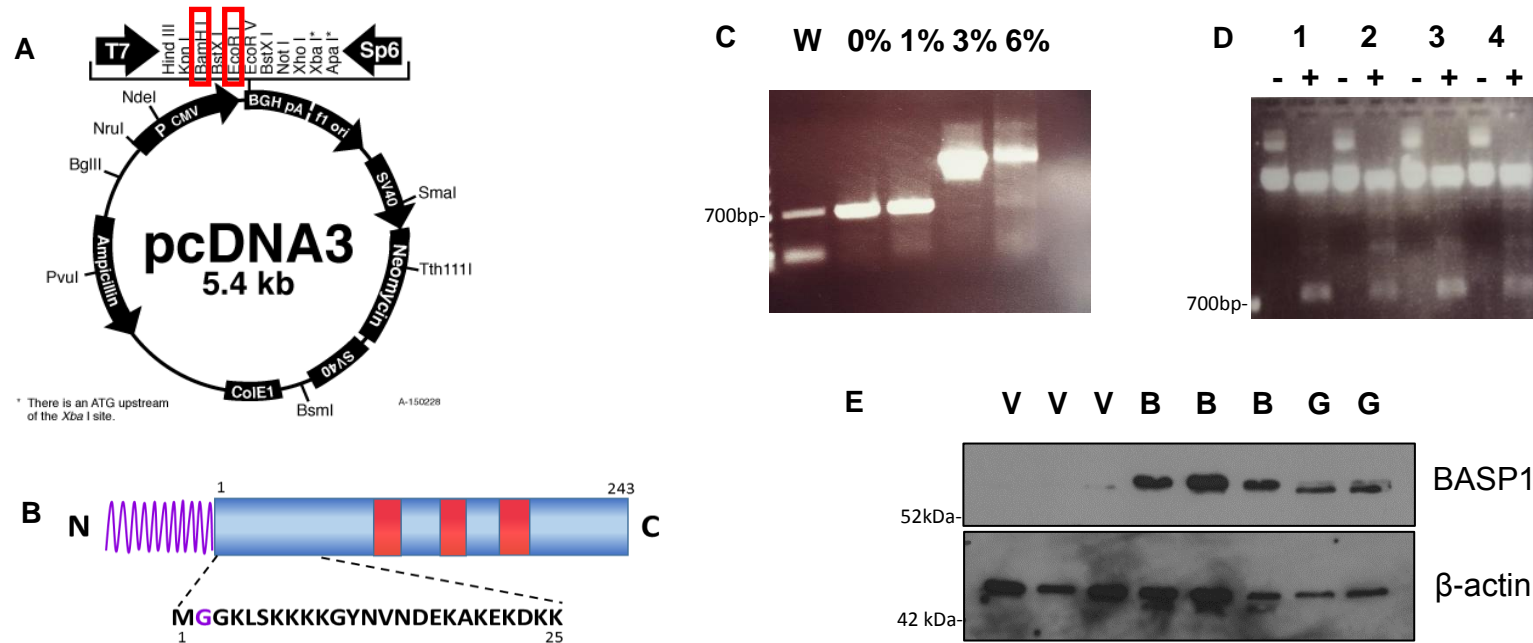 A
T7
Hind III
Kpn I
BamH I
BstX I
EcoR I
EcoR V
BstX I
Not I
Xho I
Xba I*
Apa I*
Sp6
NdeI
NruI
BglII
PvuI
P CMV
BGH pA
f1 ori
SV40
SmaI
Neomycin
Tth111I
SV40
BsmI
ColE1
Ampicillin
pcDNA3
5.4 kb
* There is an ATG upstream
of the Xba I site.
A-150228
B
N
1
243
C
MGGKLSKKKKGYNVNDEKAKEKDKK
1
25
C
W 0% 1% 3% 6%
700bp-
D
1 2 3 4
- + - + - + - +
700bp-
E
V V V B B B G G
BASP1
52kDa-
β-actin
42 kDa-